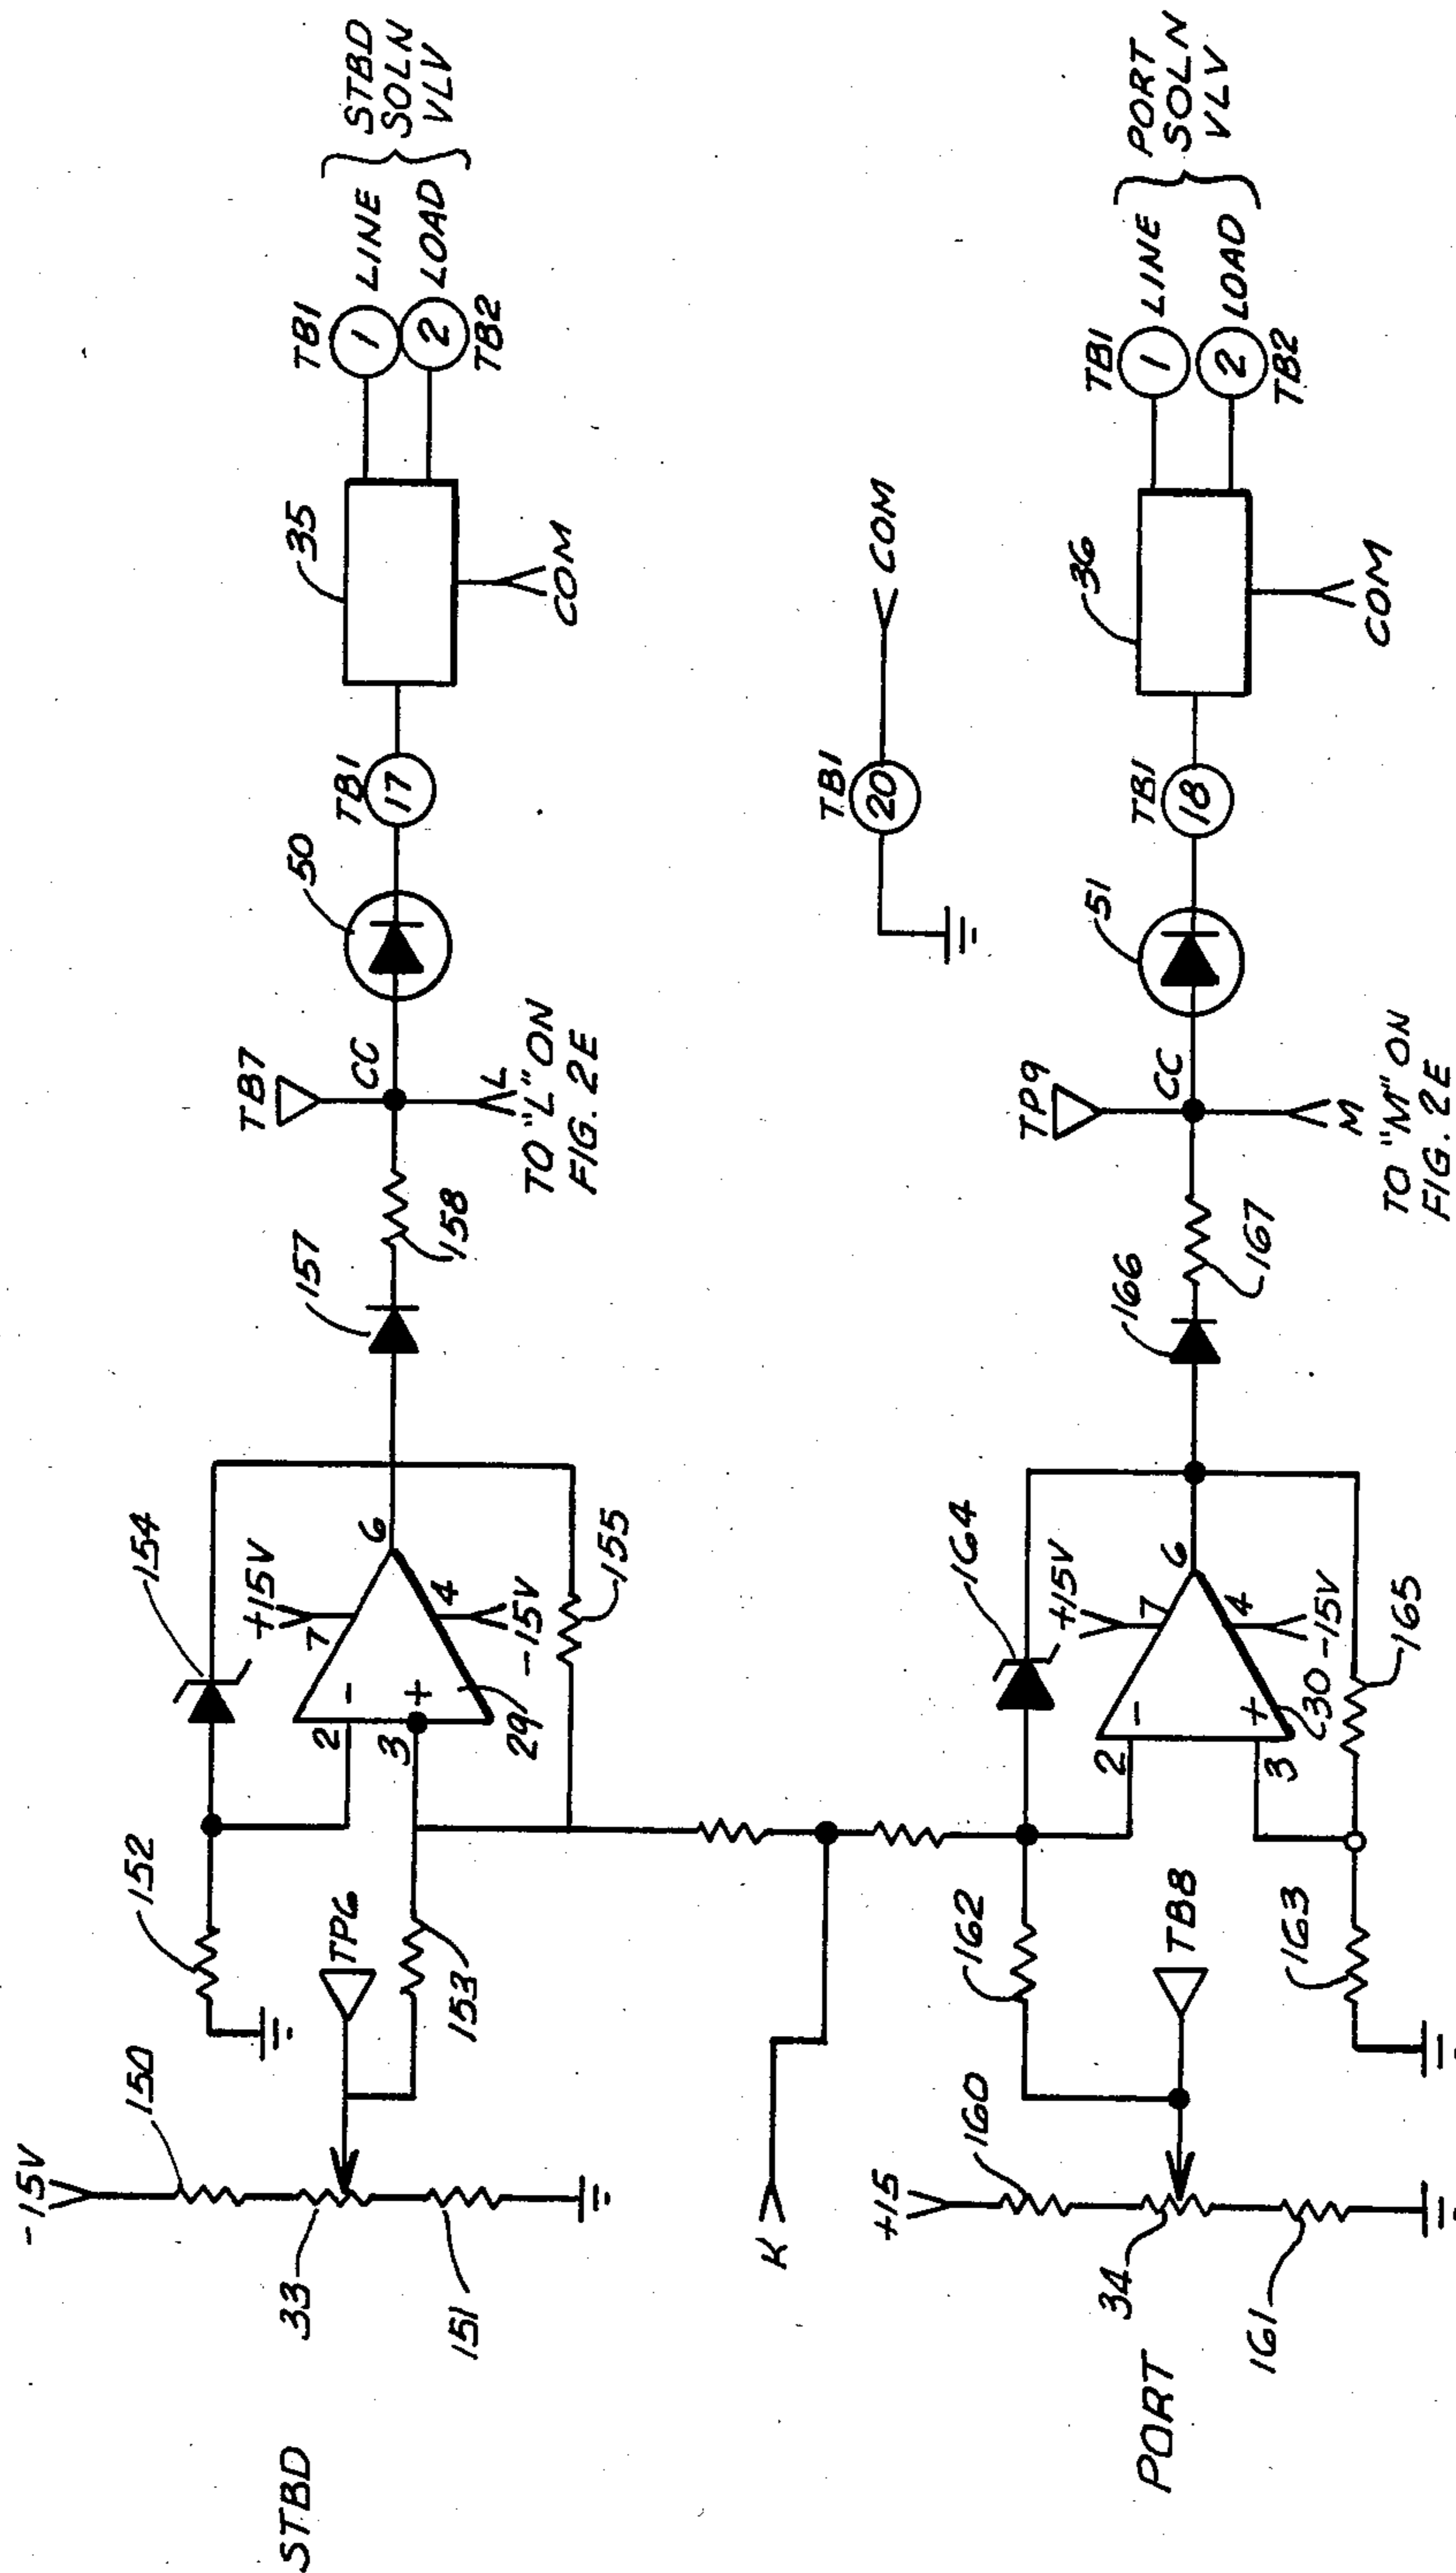 STBD
-15V
150
33
151
152
TPG
153
154
+15V
7
2
-
3
+
6
4
-15V
29
155
157
158
TB7
CC
L
TO "L" ON
FIG. 2E
50
TB1
17
35
COM
TB1
1
LINE
2
LOAD
TB2
STBD
SOLN
VLV
K
TB1
20
COM
PORT
+15
160
34
161
162
TB8
163
164
+15V
7
2
-
3
+
6
4
-15V
30
165
166
167
TP9
CC
M
TO "M" ON
FIG. 2E
51
TB1
18
36
COM
TB1
1
LINE
2
LOAD
TB2
PORT
SOLN
VLV